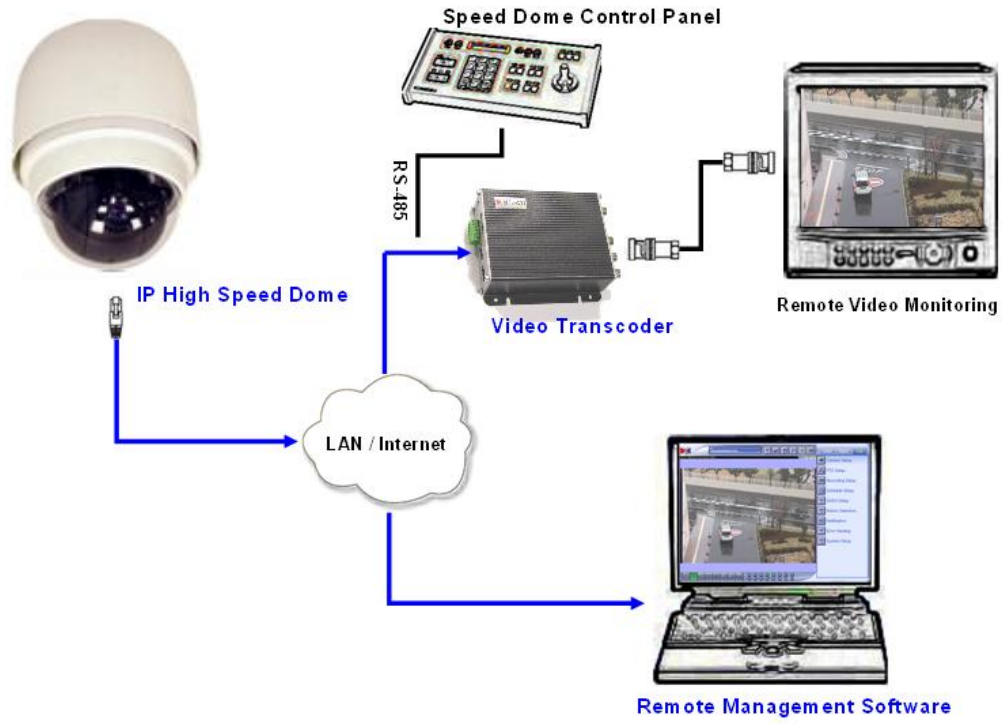 Speed Dome Control Panel
RS-485
IP High Speed Dome
Video Transcoder
Remote Video Monitoring
LAN / Internet
Remote Management Software